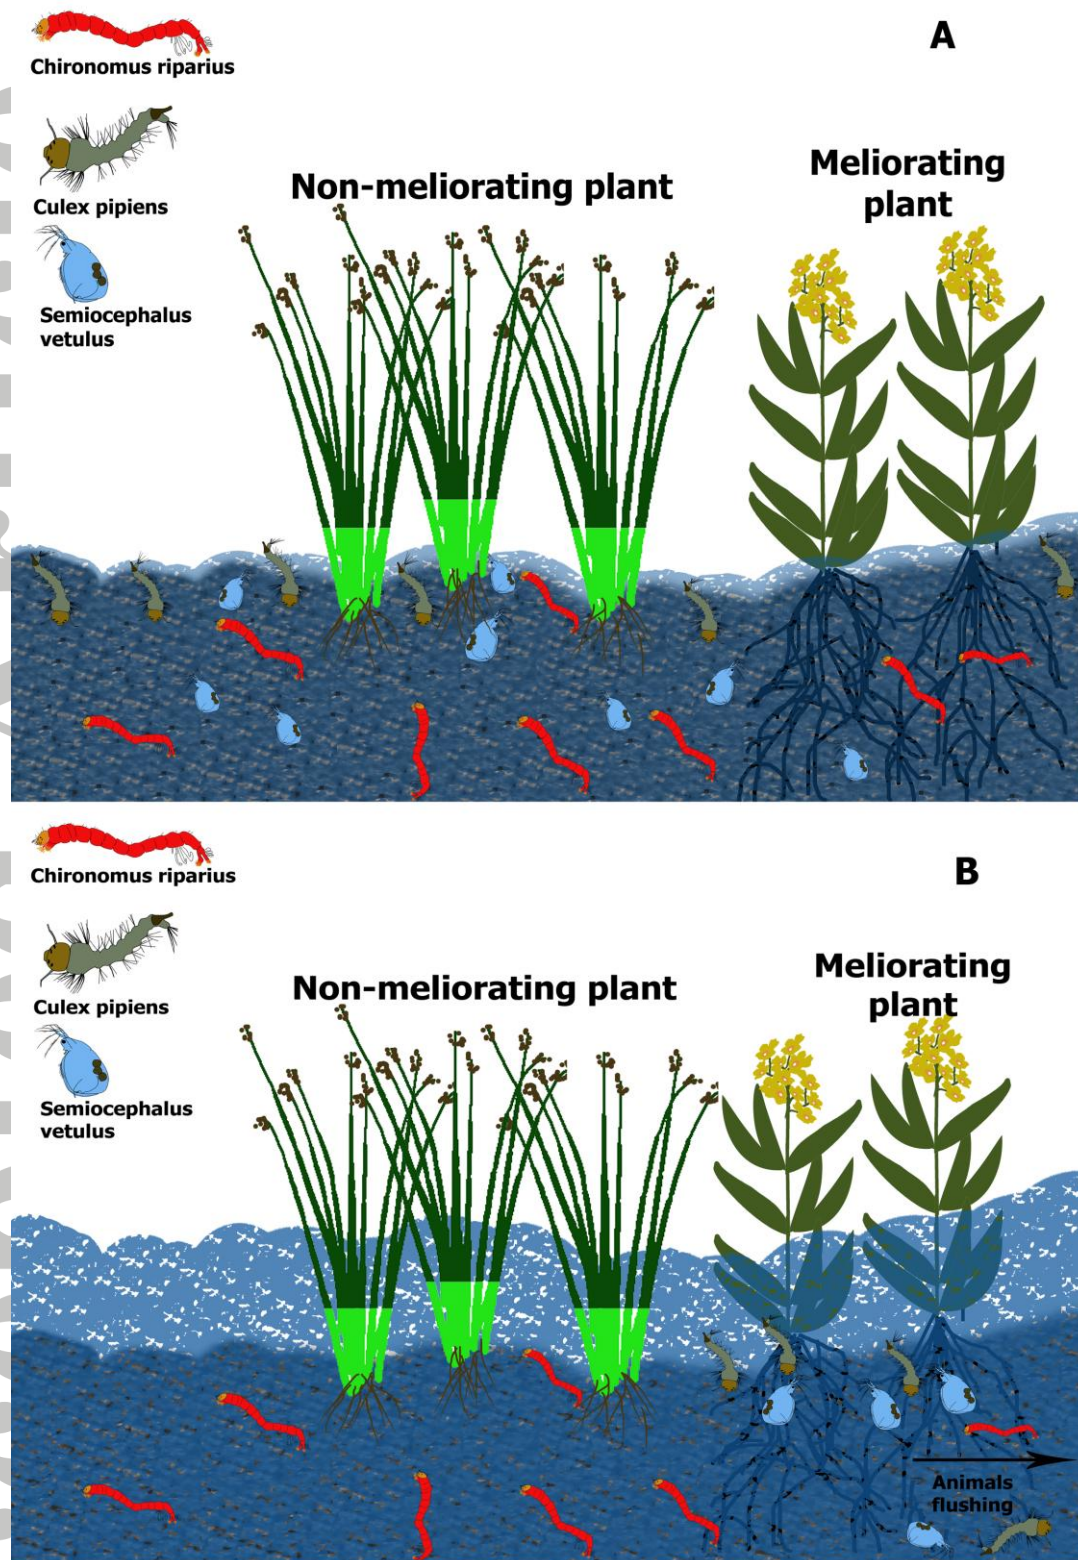 A
Chironomus riparius
Culex pipiens
Semiocephalus
vetulus
Non-meliorating plant
Meliorating
plant
B
Chironomus riparius
Culex pipiens
Semiocephalus
vetulus
Non-meliorating plant
Meliorating
plant
Animals
flushing